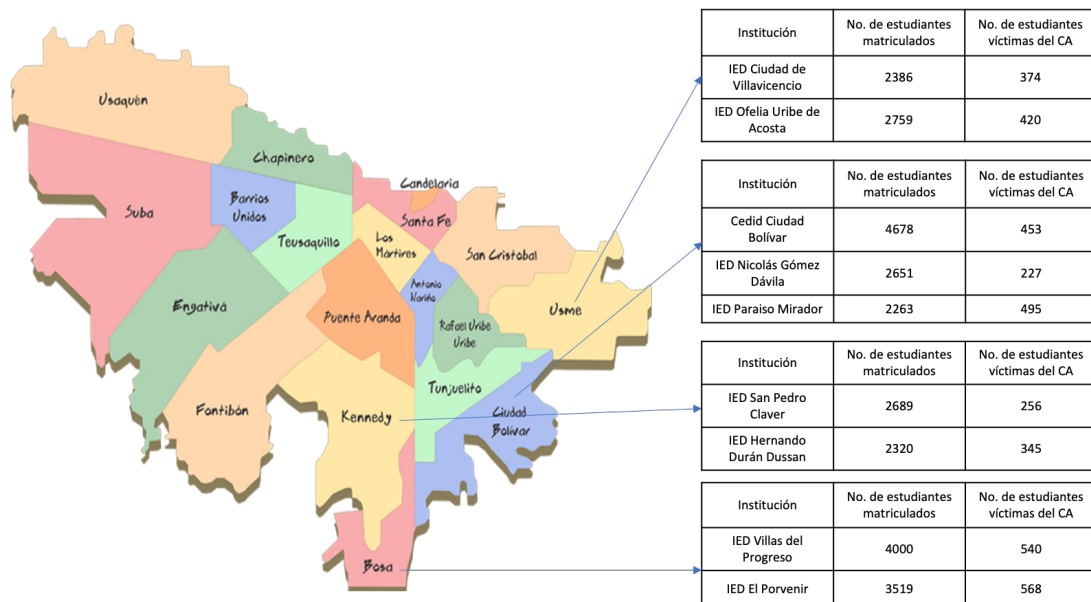 Usaquén
Chapinero
Suba
Barrios
Unidos
Teusaquillo
Candelaria
Santa Fé
Los
Mártires
San Cristobal
Engativá
Antonio
Nariño
Puente Aranda
Rafael Uribe
Uribe
Usme
Fontibón
Kennedy
Tunjuelito
Ciudad
Bolívar
Bosa
Institución
No. de estudiantes
matriculados
No. de estudiantes
víctimas del CA
IED Ciudad de
Villavicencio
2386
374
IED Ofelia Uribe de
Acosta
2759
420
Institución
No. de estudiantes
matriculados
No. de estudiantes
víctimas del CA
Cedid Ciudad
Bolívar
4678
453
IED Nicolás Gómez
Dávila
2651
227
IED Paraiso Mirador
2263
495
Institución
No. de estudiantes
matriculados
No. de estudiantes
víctimas del CA
IED San Pedro
Claver
2689
256
IED Hernando
Durán Dussan
2320
345
Institución
No. de estudiantes
matriculados
No. de estudiantes
víctimas del CA
IED Villas del
Progreso
4000
540
IED El Porvenir
3519
568